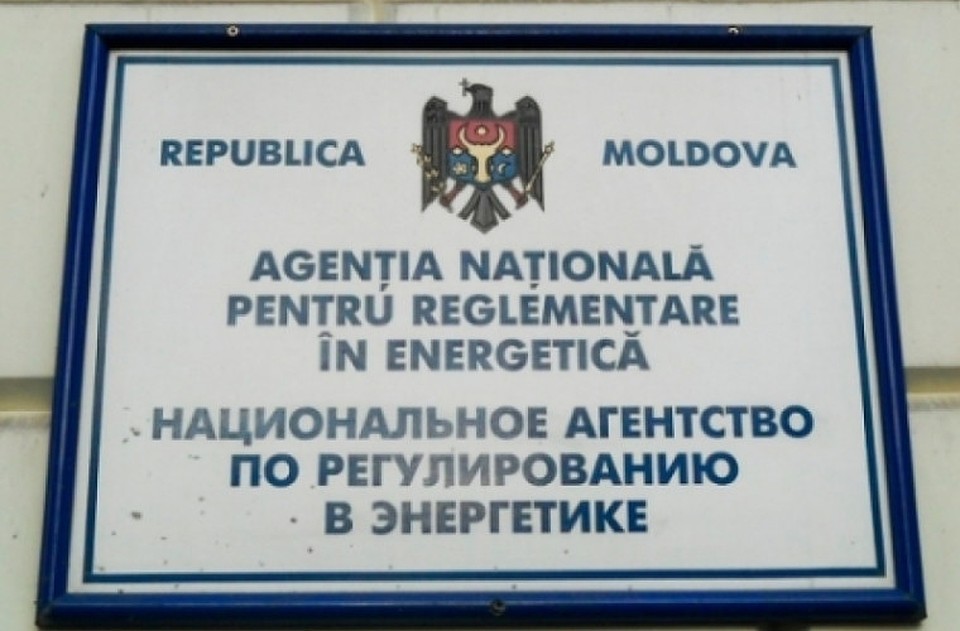 REPUBLICA MOLDOVA
AGENȚIA NAȚIONALĂ
PENTRU REGLEMENTARE
ÎN ENERGETICĂ
НАЦИОНАЛЬНОЕ АГЕНТСТВО
ПО РЕГУЛИРОВАНИЮ
В ЭНЕРГЕТИКЕ